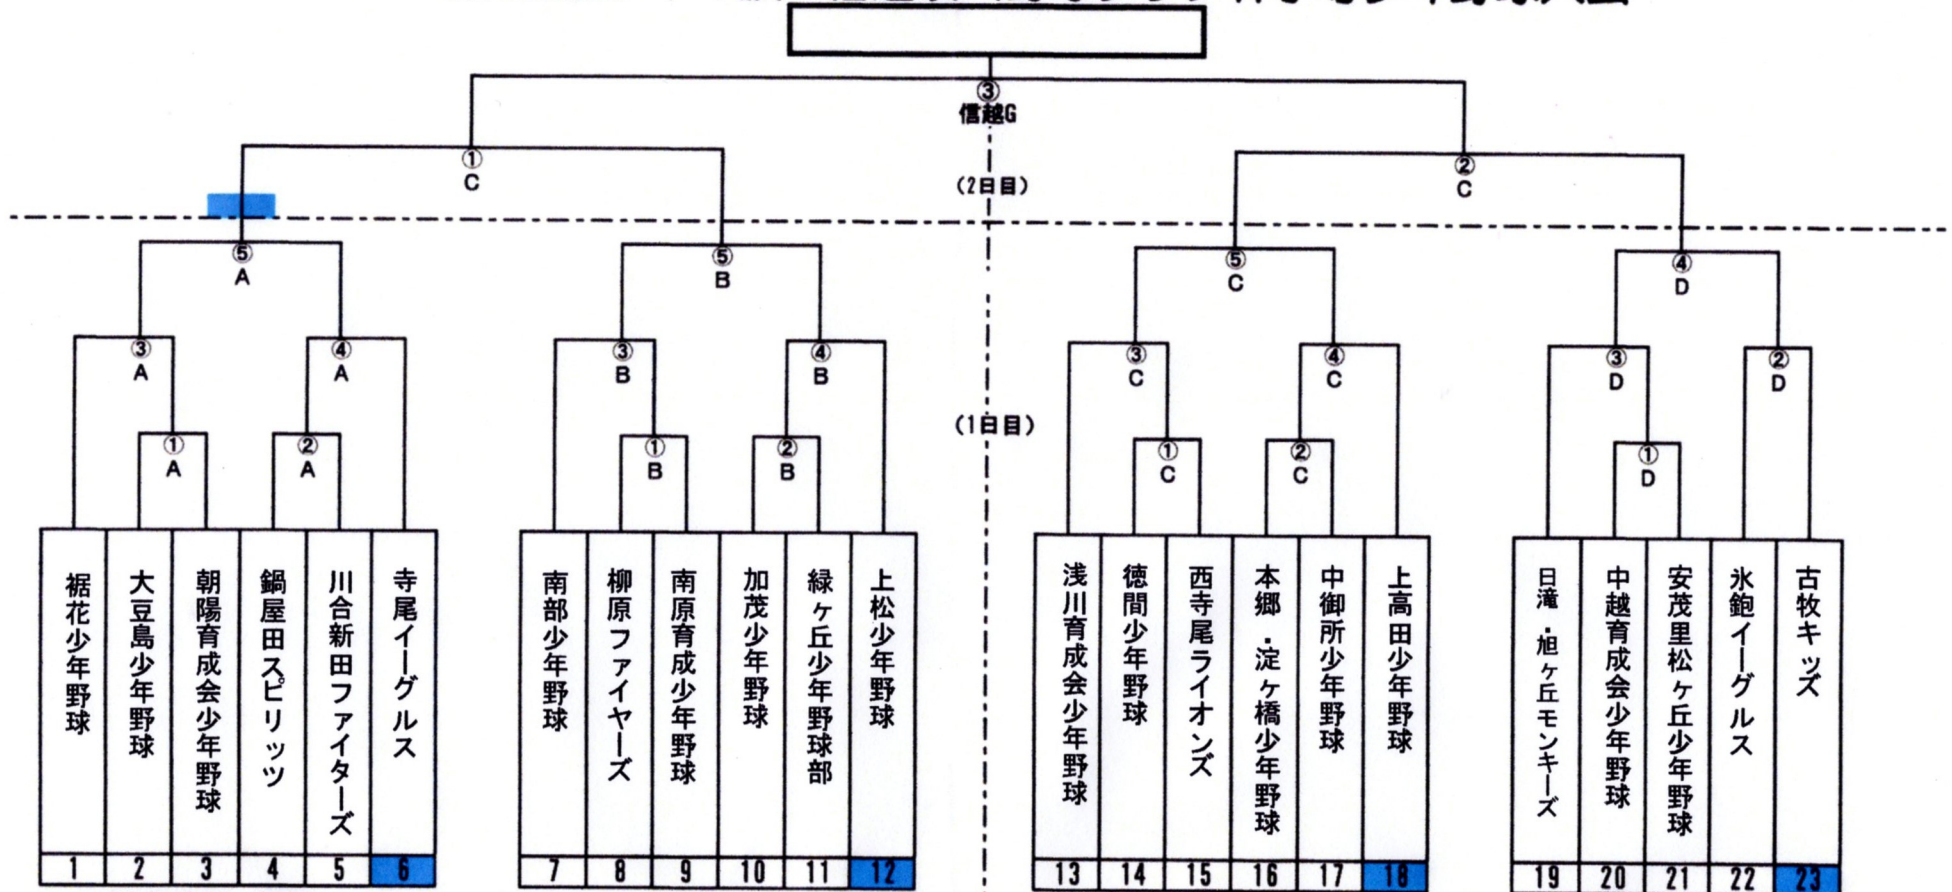 ③
信越G
①
C
②
C
（2日目）
⑤
A
⑤
B
⑤
C
④
D
③
A
④
A
③
B
④
B
③
C
④
C
③
D
②
D
（1日目）
①
A
②
A
①
B
②
B
①
C
②
C
①
D
裾花少年野球
大豆島少年野球
朝陽育成会少年野球
鍋屋田スピリッツ
川合新田ファイターズ
寺尾イーグルス
南部少年野球
柳原ファイヤーズ
南原育成少年野球
加茂少年野球
緑ヶ丘少年野球部
上松少年野球
浅川育成会少年野球
徳間少年野球
西寺尾ライオンズ
本郷・淀ヶ橋少年野球
中御所少年野球
上高田少年野球
日滝・旭ヶ丘モンキーズ
中越育成会少年野球
安茂里松ヶ丘少年野球
氷鉋イーグルス
古牧キッズ
1 2 3 4 5 6 7 8 9 10 11 12 13 14 15 16 17 18 19 20 21 22 23